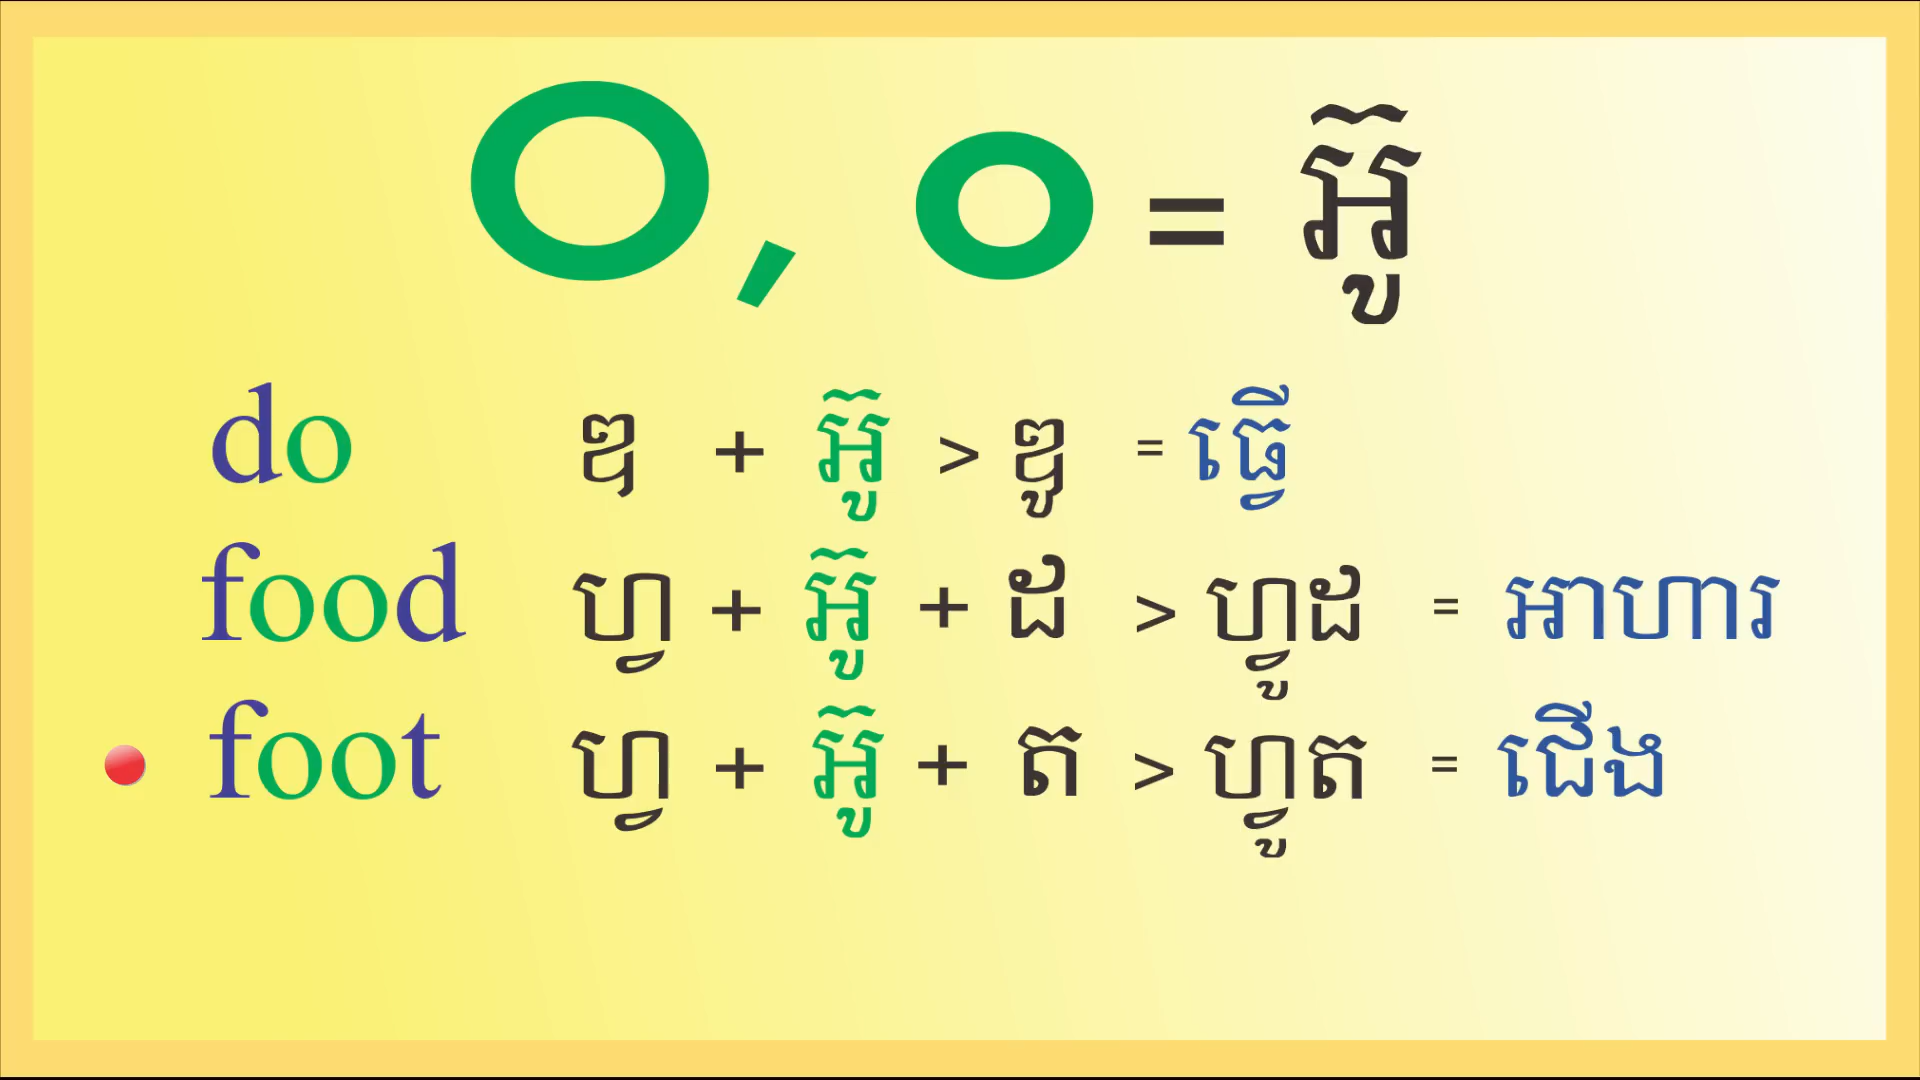 O, o = អ៊ូ
do ឌ + អ៊ូ > ឌូ = ធ្វើ
food ហ្វ + អ៊ូ + ដ > ហ្វូដ = អាហារ
foot ហ្វ + អ៊ូ + ត > ហ្វូត = ជើង